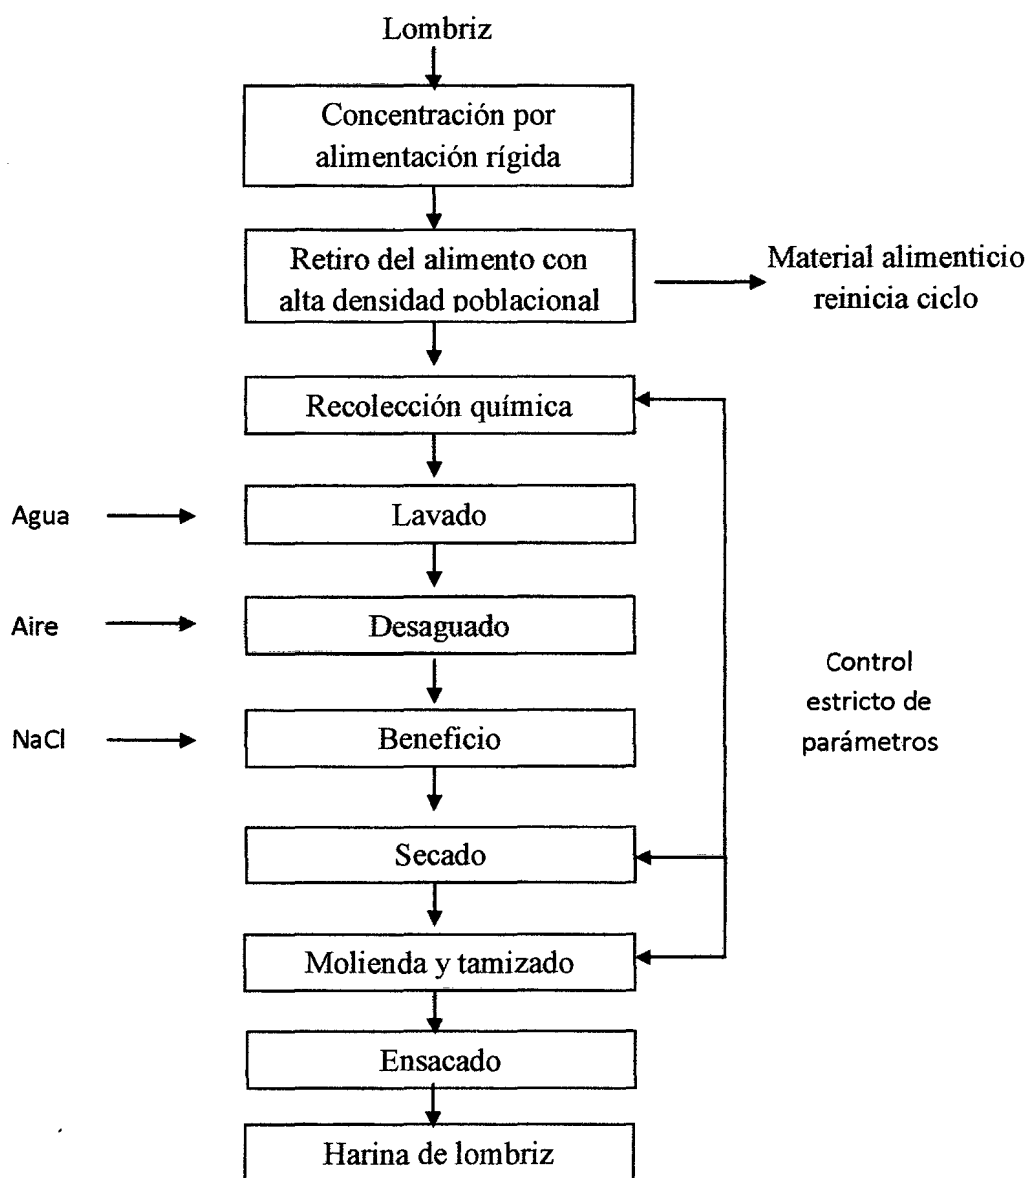 Lombriz
Concentración por
alimentación rígida
Retiro del alimento con
alta densidad poblacional
Material alimenticio
reinicia ciclo
Recolección química
Agua
Lavado
Aire
Desaguado
NaCl
Beneficio
Control
estricto de
parámetros
Secado
Molienda y tamizado
Ensacado
Harina de lombriz